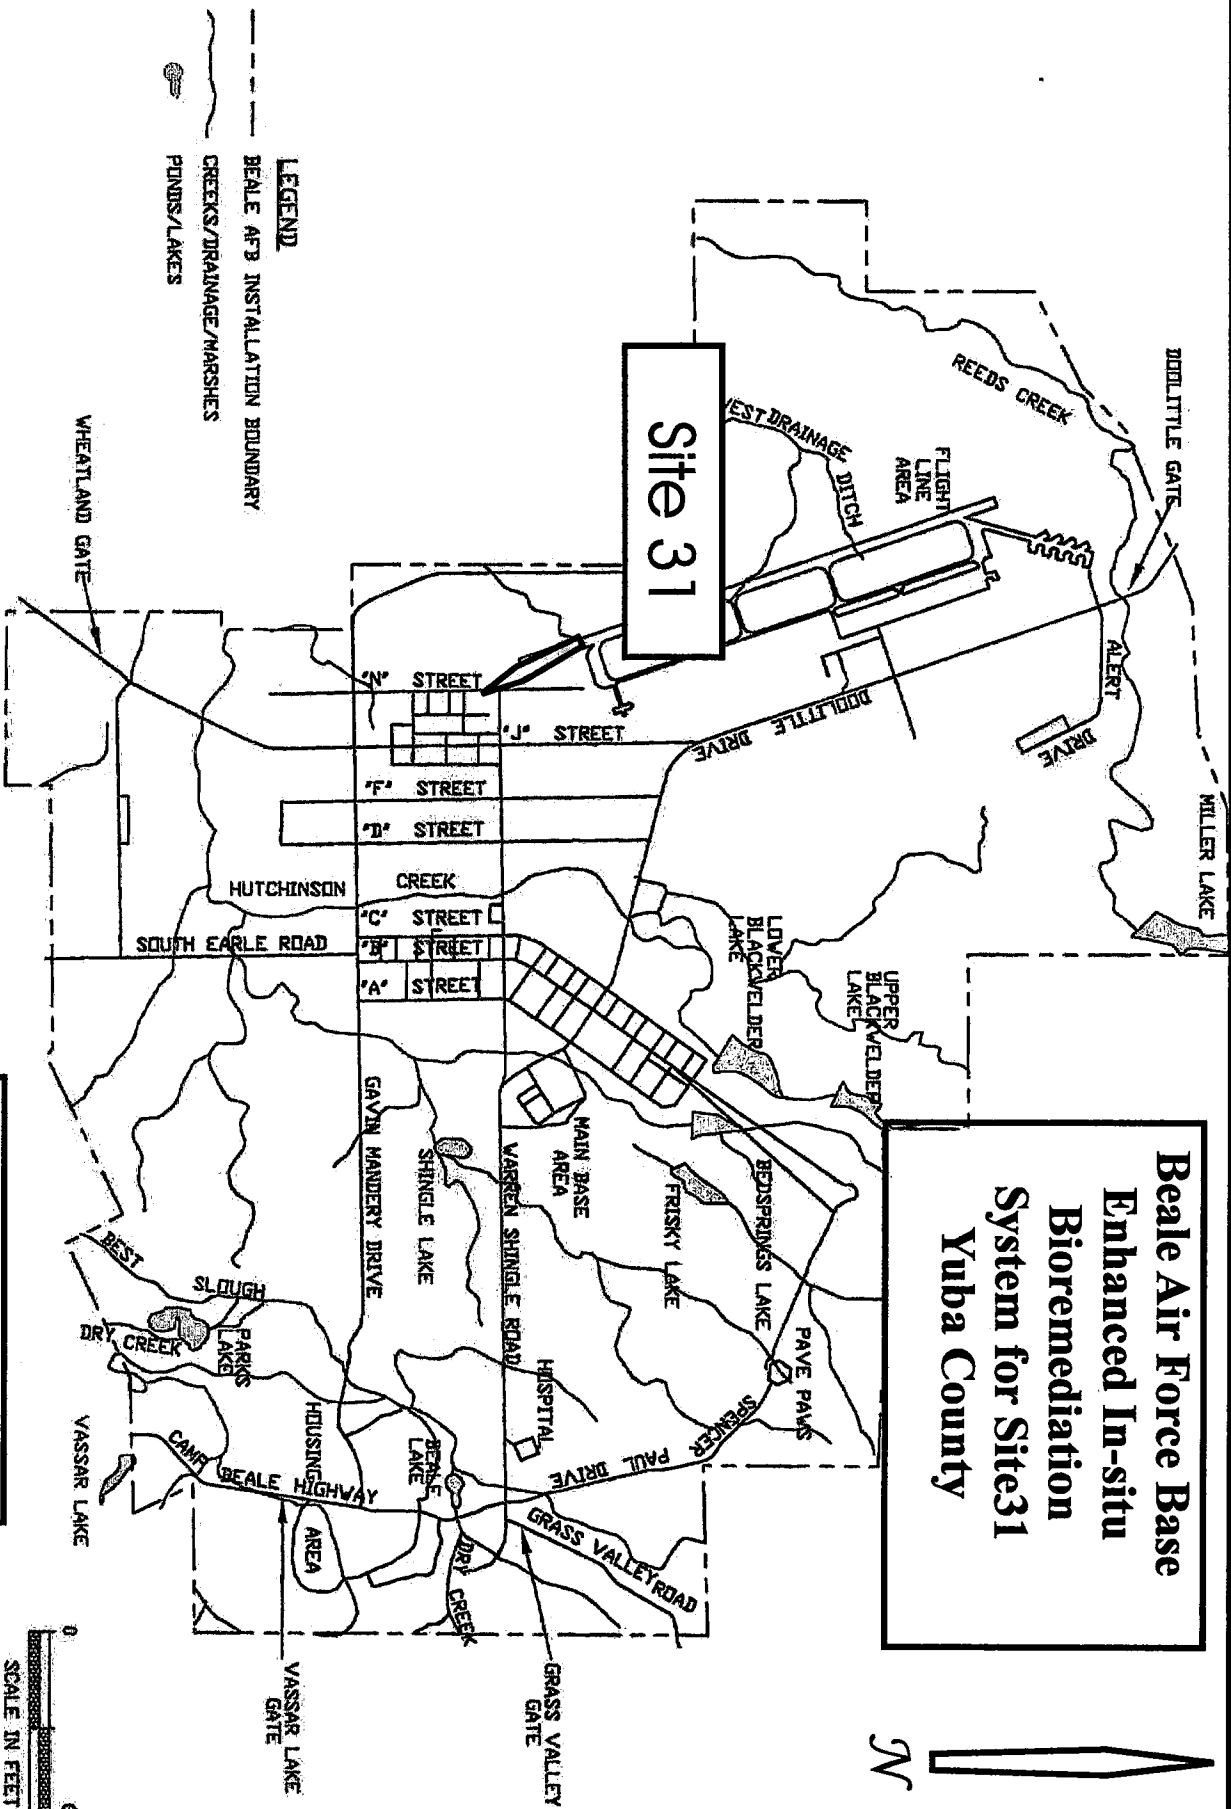 Beale Air Force Base
Enhanced In-situ
Bioremediation
System for Site31
Yuba County
N
DOOLITTLE GATE
REEDS CREEK
MILLER LAKE
ALERT
DRIVE
FLIGHT
LINE
AREA
EST DRAINAGE
DITCH
DOOLITTLE
DRIVE
UPPER
BLACKWELDER
LAKE
LOWER
BLACKWELDER
LAKE
PAVE PAWS
BEDSPRINGS LAKE
FRISKY LAKE
SPENCER
PAUL DRIVE
Site 31
MAIN BASE
AREA
HOSPITAL
GRASS VALLEY
ROAD
GRASS VALLEY
GATE
WARREN SHINGLE ROAD
"N" STREET
"J" STREET
"F" STREET
"D" STREET
HUTCHINSON CREEK
"C" STREET
"B" STREET
"A" STREET
SOUTH EARLE ROAD
SHINGLE LAKE
GAVIN MANDERY DRIVE
BEALE
LAKE
DRY
CREEK
HOUSING
AREA
BEST
SLOUGH
PARKS
LAKE
DRY CREEK
CAMP
BEALE HIGHWAY
VASSAR LAKE
GATE
VASSAR LAKE
WHEATLAND GATE
LEGEND
BEALE AFB INSTALLATION BOUNDARY
CREEKS/DRAINAGE/MARSHES
PONDS/LAKES
0
SCALE IN FEET